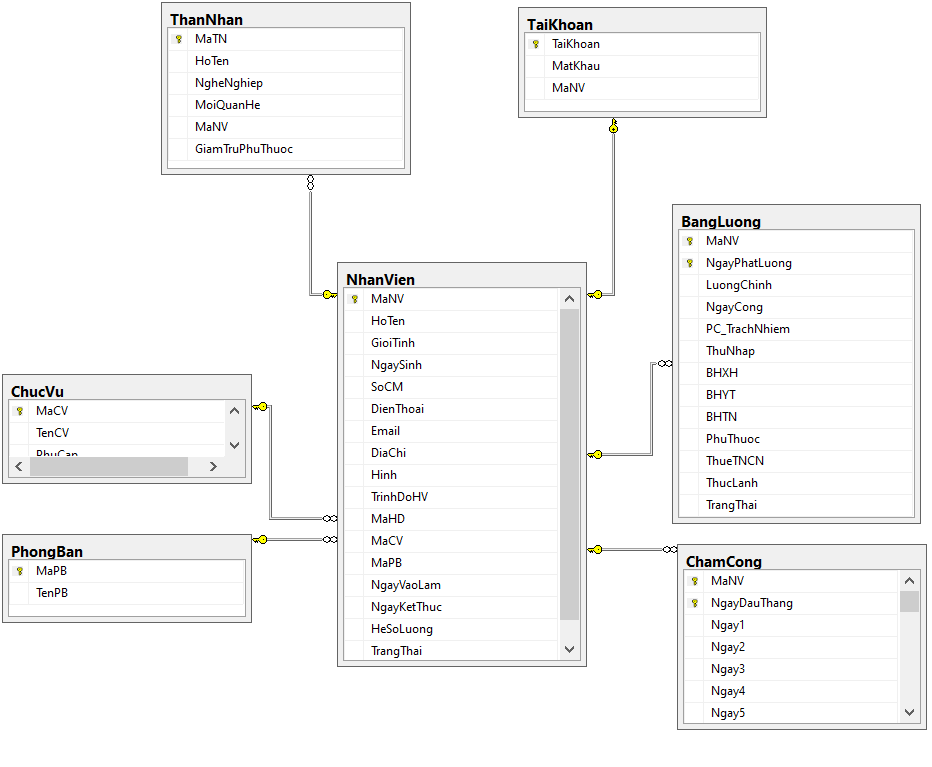 ThanNhan
MaTN
HoTen
NgheNghiep
MoiQuanHe
MaNV
GiamTruPhuThuoc
TaiKhoan
TaiKhoan
MatKhau
MaNV
BangLuong
MaNV
NgayPhatLuong
LuongChinh
NgayCong
PC_TrachNhiem
ThuNhap
BHXH
BHYT
BHTN
PhuThuoc
ThueTNCN
ThucLanh
TrangThai
NhanVien
MaNV
HoTen
GioiTinh
NgaySinh
SoCM
DienThoai
Email
DiaChi
Hinh
TrinhDoHV
MaHD
MaCV
MaPB
NgayVaoLam
NgayKetThuc
HeSoLuong
TrangThai
ChucVu
MaCV
TenCV
PhuCap
PhongBan
MaPB
TenPB
ChamCong
MaNV
NgayDauThang
Ngay1
Ngay2
Ngay3
Ngay4
Ngay5